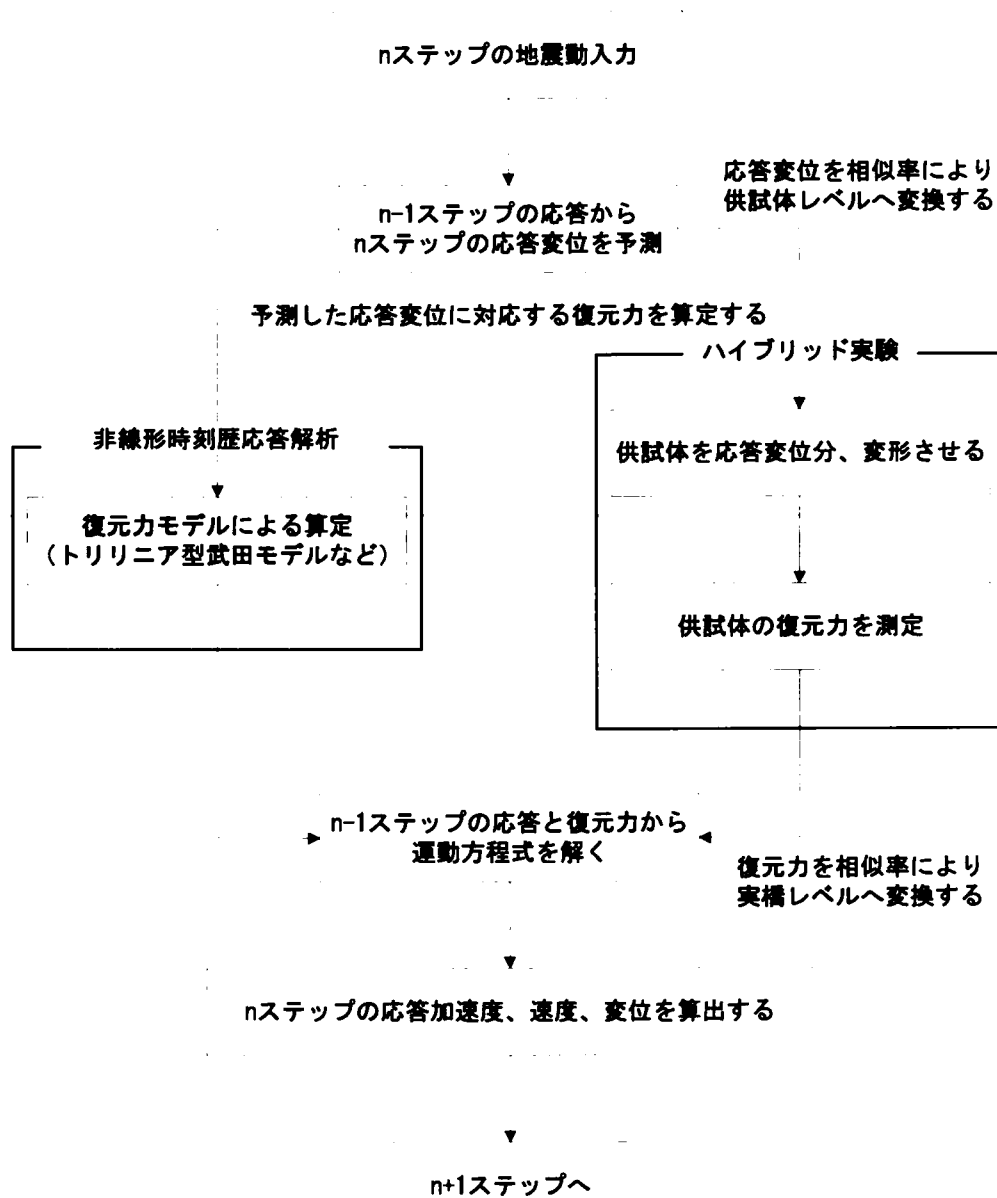 nステップの地震動入力
応答変位を相似率により
供試体レベルへ変換する
n-1ステップの応答から
nステップの応答変位を予測
予測した応答変位に対応する復元力を算定する
ハイブリッド実験
非線形時刻歴応答解析
供試体を応答変位分、変形させる
復元力モデルによる算定
（トリリニア型武田モデルなど）
供試体の復元力を測定
n-1ステップの応答と復元力から
運動方程式を解く
復元力を相似率により
実橋レベルへ変換する
nステップの応答加速度、速度、変位を算出する
n+1ステップへ